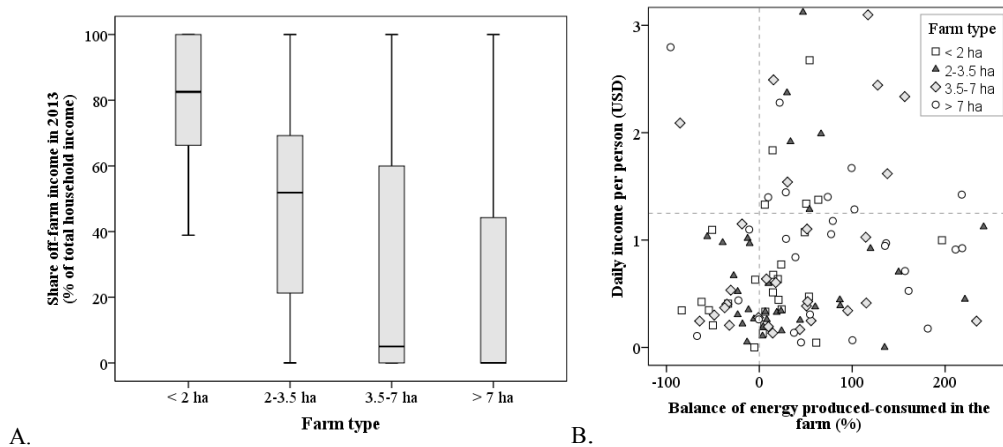 Share off-farm income in 2013
(% of total household income)
100
80
60
40
20
0
< 2 ha
2-3.5 ha
3.5-7 ha
> 7 ha
Farm type
A.
Daily income per person (USD)
3
2
1
0
-100
0
100
200
Balance of energy produced-consumed in the
farm (%)
Farm type
< 2 ha
2-3.5 ha
3.5-7 ha
> 7 ha
B.